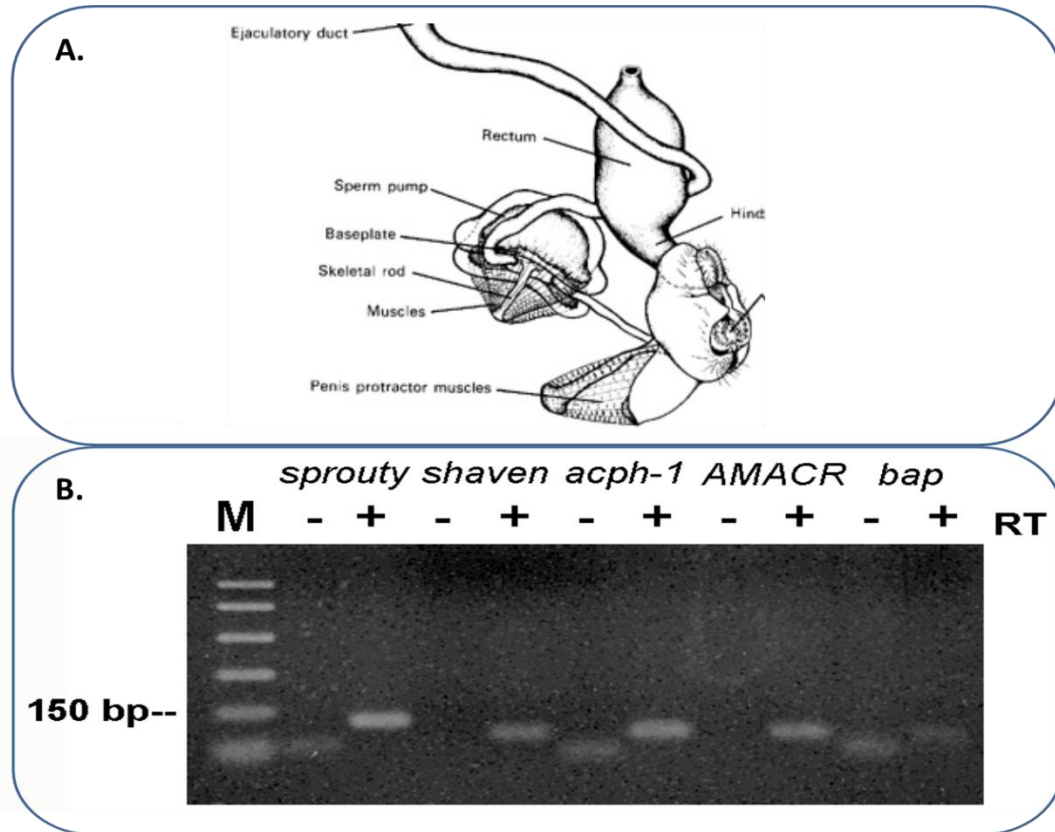 A.
Ejaculatory duct
Rectum
Sperm pump
Hind
Baseplate
Skeletal rod
Muscles
Penis protractor muscles
B.
sprouty shaven acph-1 AMACR bap
M - + - + - + - + - + RT
150 bp--